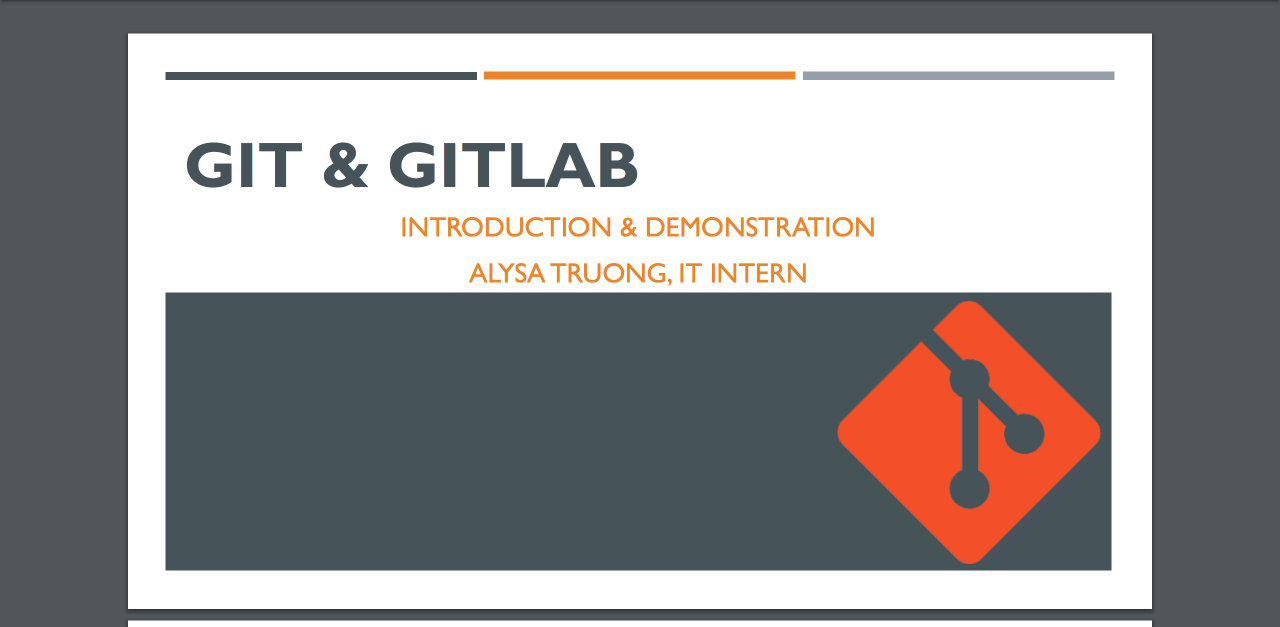 GIT & GITLAB
INTRODUCTION & DEMONSTRATION
ALYSA TRUONG, IT INTERN